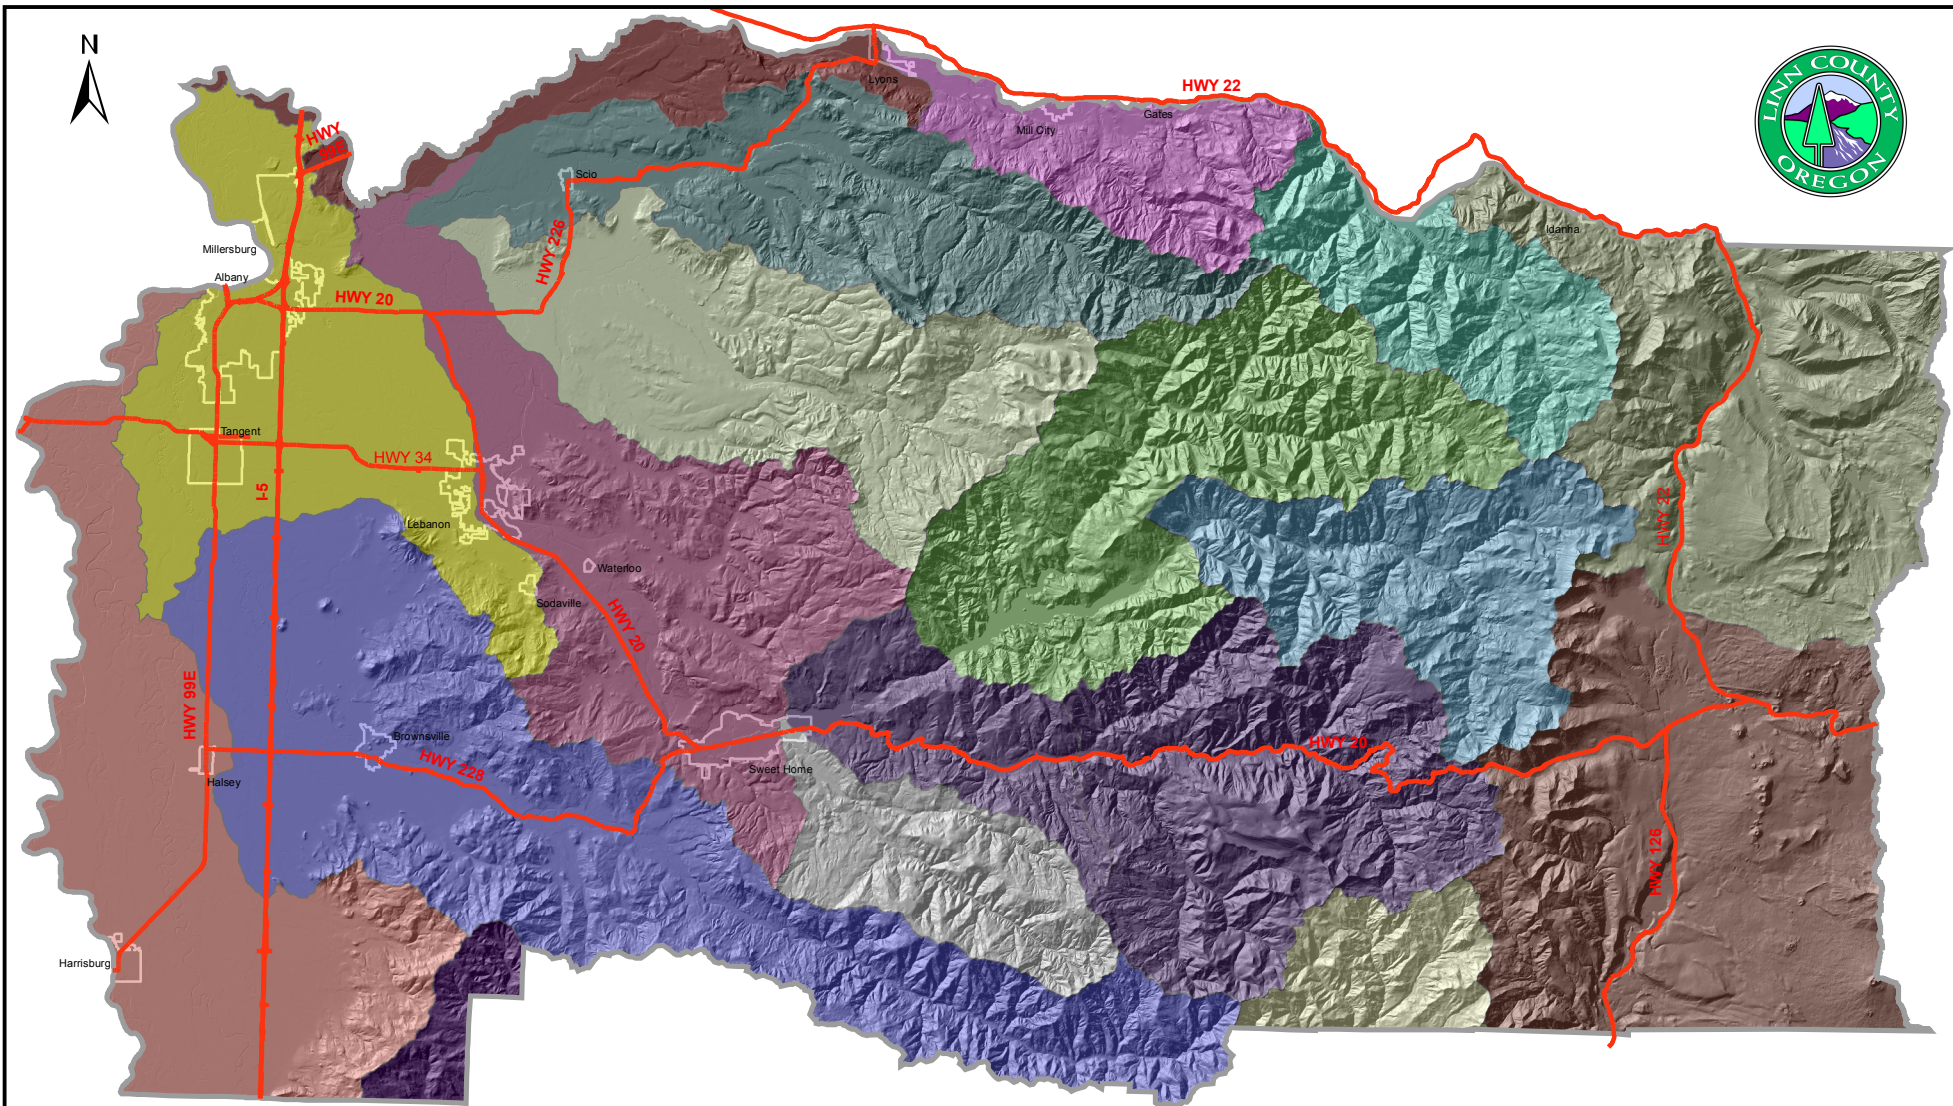 N
LINN COUNTY
OREGON
HWY 22
Lyons
Mill City
Gates
HWY
99E
Scio
HWY 226
Idanha
Millersburg
Albany
HWY 20
Tangent
HWY 34
I-5
Lebanon
HWY 22
Waterloo
Sodaville
HWY 20
HWY 99E
Brownsville
HWY 228
Halsey
Sweet Home
HWY 20
HWY 126
Harrisburg